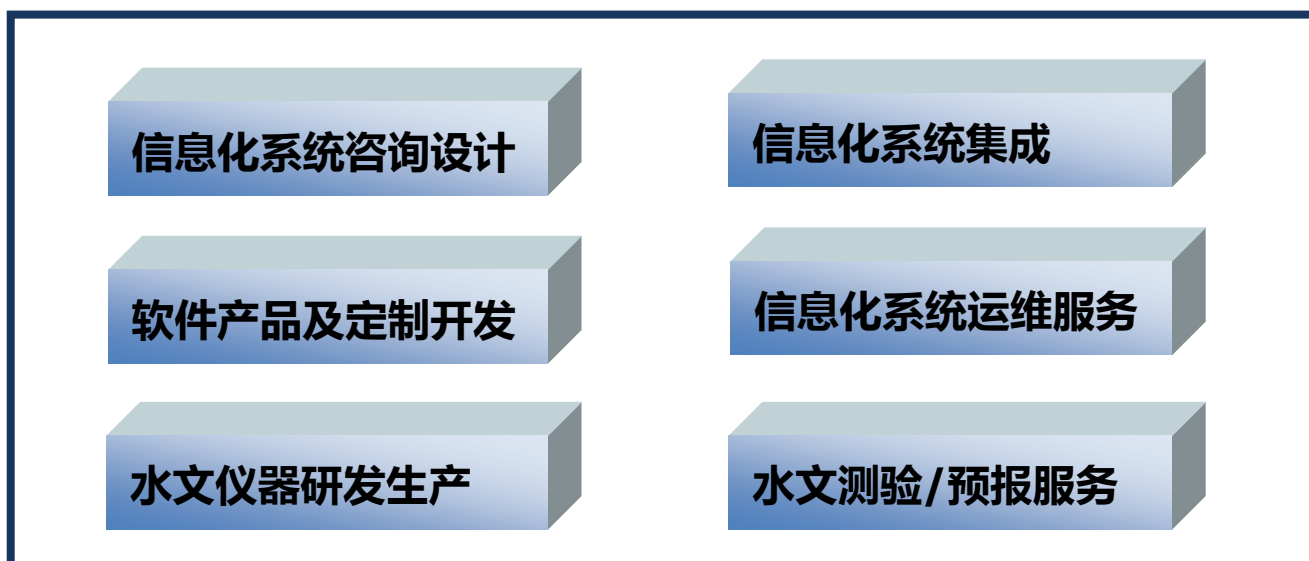 信息化系统咨询设计
信息化系统集成
软件产品及定制开发
信息化系统运维服务
水文仪器研发生产
水文测验/预报服务